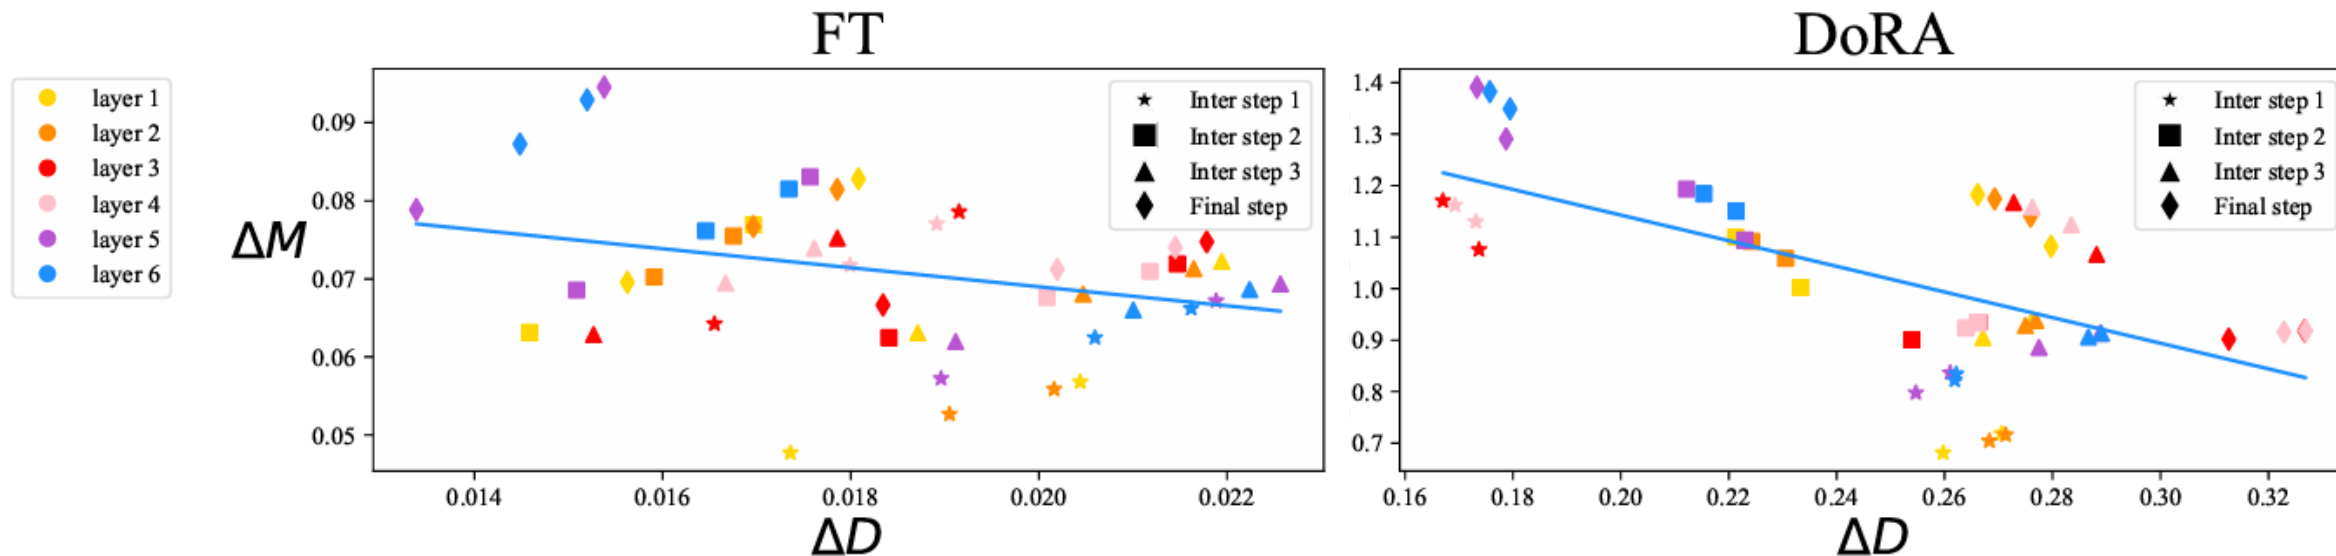 FT
layer 1
layer 2
layer 3
layer 4
layer 5
layer 6
ΔM
0.09
0.08
0.07
0.06
0.05
Inter step 1
Inter step 2
Inter step 3
Final step
0.014 0.016 0.018 0.020 0.022
ΔD
DoRA
1.4
1.3
1.2
1.1
1.0
0.9
0.8
0.7
Inter step 1
Inter step 2
Inter step 3
Final step
0.16 0.18 0.20 0.22 0.24 0.26 0.28 0.30 0.32
ΔD